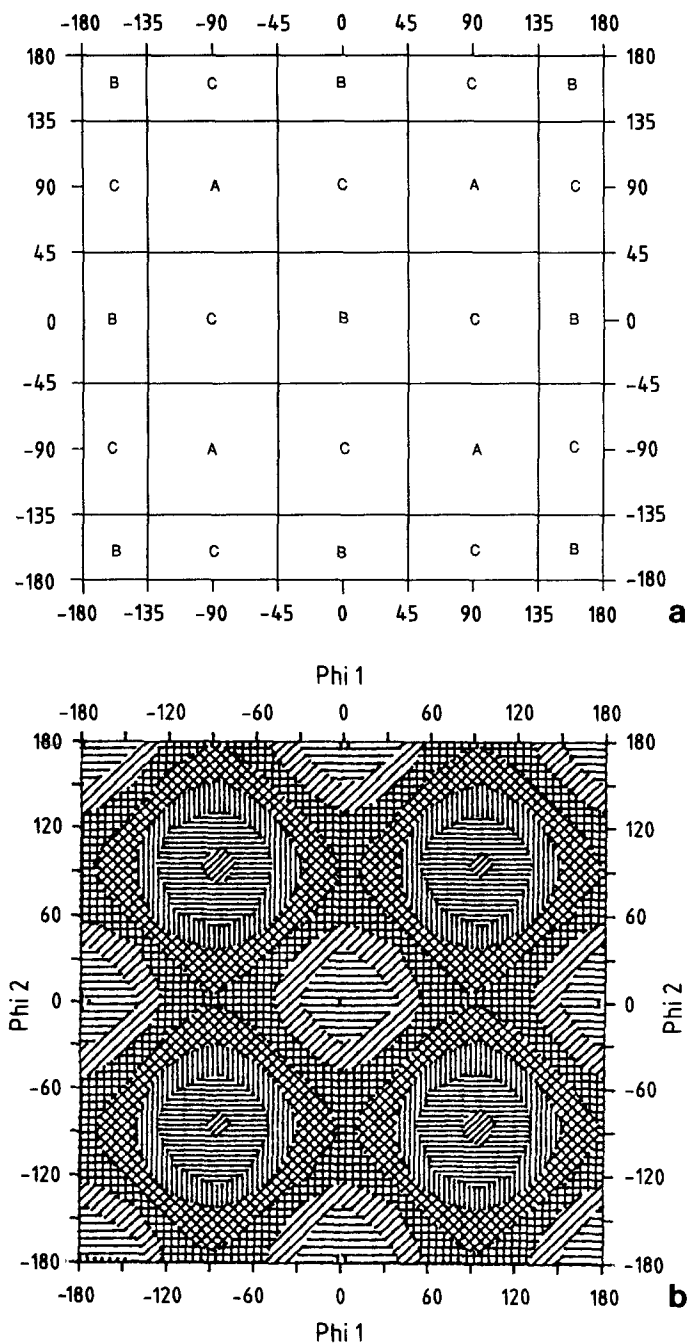 -180 -135 -90 -45 0 45 90 135 180
180 B C B C B 180
135 135
90 C A C A C 90
45 45
0 B C B C B 0
-45 -45
-90 C A C A C -90
-135 -135
B C B C B
-180 -180
-180 -135 -90 -45 0 45 90 135 180 a
Phi 1
-180 -120 -60 0 60 120 180
180 180
120 120
60 60
Phi 2
0 0
Phi 2
-60 -60
-120 -120
-180 -180
-180 -120 -60 0 60 120 180 b
Phi 1